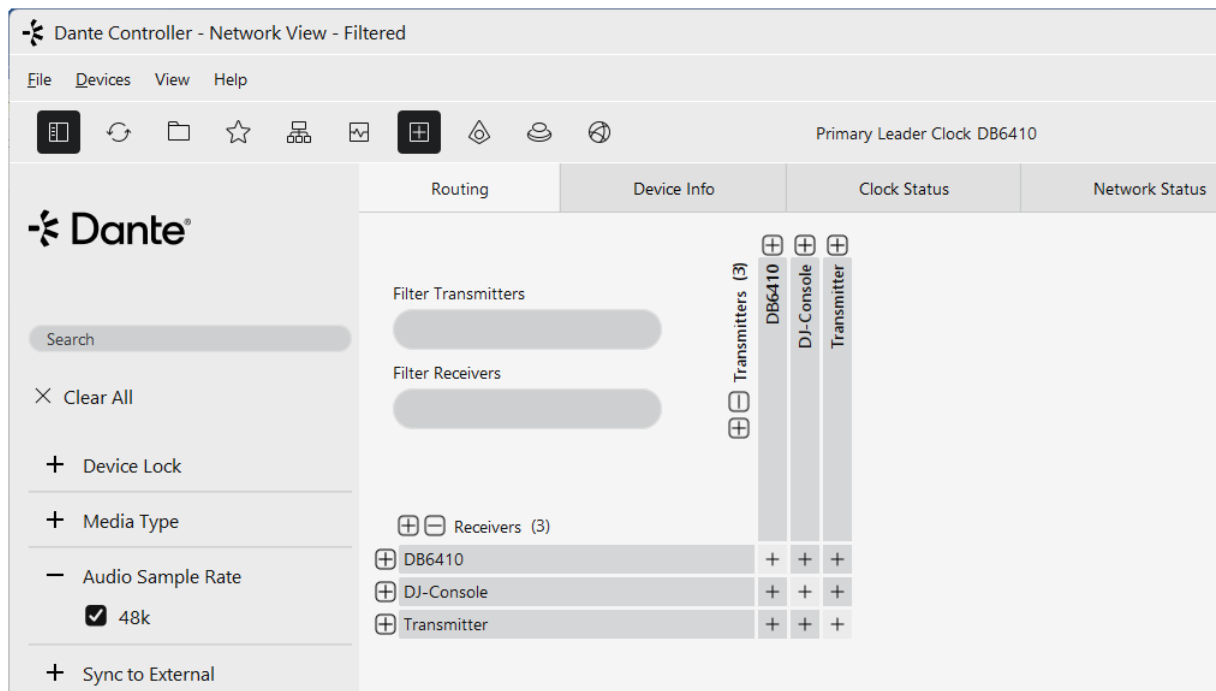 Dante Controller - Network View - Filtered
File Devices View Help
Primary Leader Clock DB6410
Routing Device Info Clock Status Network Status
Dante®
Search
Clear All
Device Lock
Media Type
Audio Sample Rate
48k
Sync to External
Filter Transmitters
Filter Receivers
Transmitters (3)
DB6410
DJ-Console
Transmitter
Receivers (3)
DB6410
DJ-Console
Transmitter